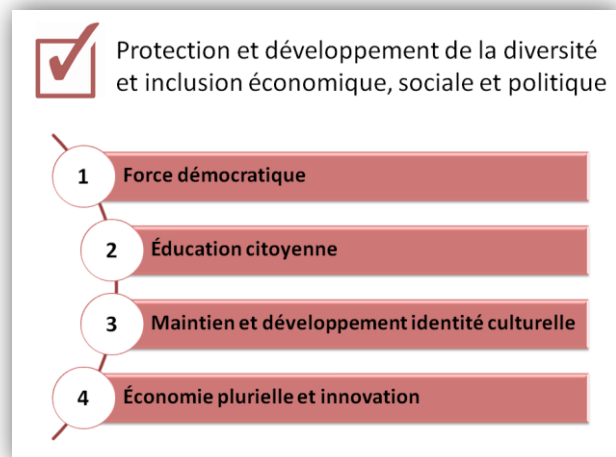 Protection et développement de la diversité
et inclusion économique, sociale et politique
1 Force démocratique
2 Éducation citoyenne
3 Maintien et développement identité culturelle
4 Économie plurielle et innovation